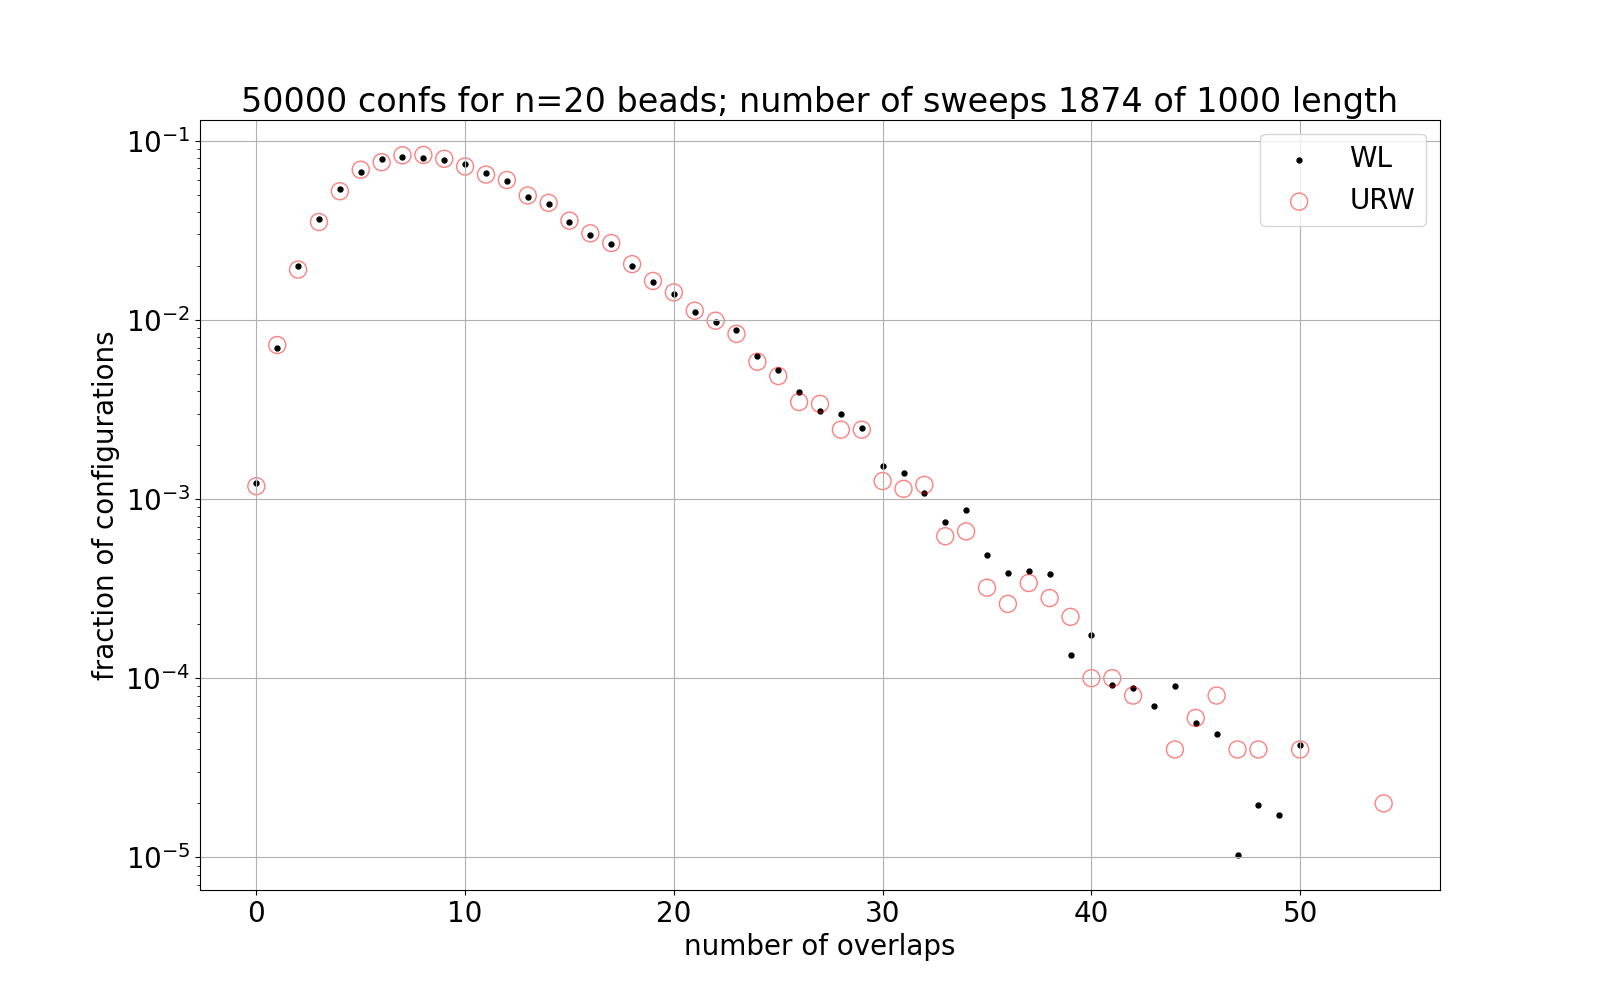 50000 confs for n=20 beads; number of sweeps 1874 of 1000 length
WL
URW
fraction of configurations
10⁻¹
10⁻²
10⁻³
10⁻⁴
10⁻⁵
0 10 20 30 40 50
number of overlaps